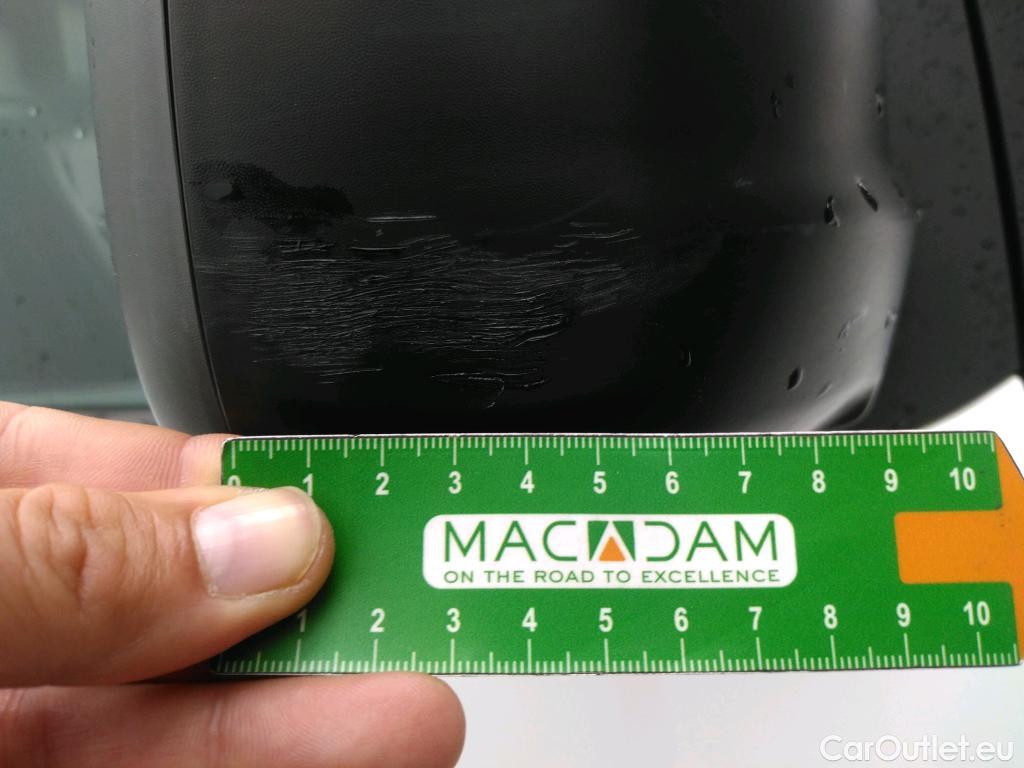 0 1 2 3 4 5 6 7 8 9 10
MACADAM
ON THE ROAD TO EXCELLENCE
1 2 3 4 5 6 7 8 9 10
CarOutlet.eu